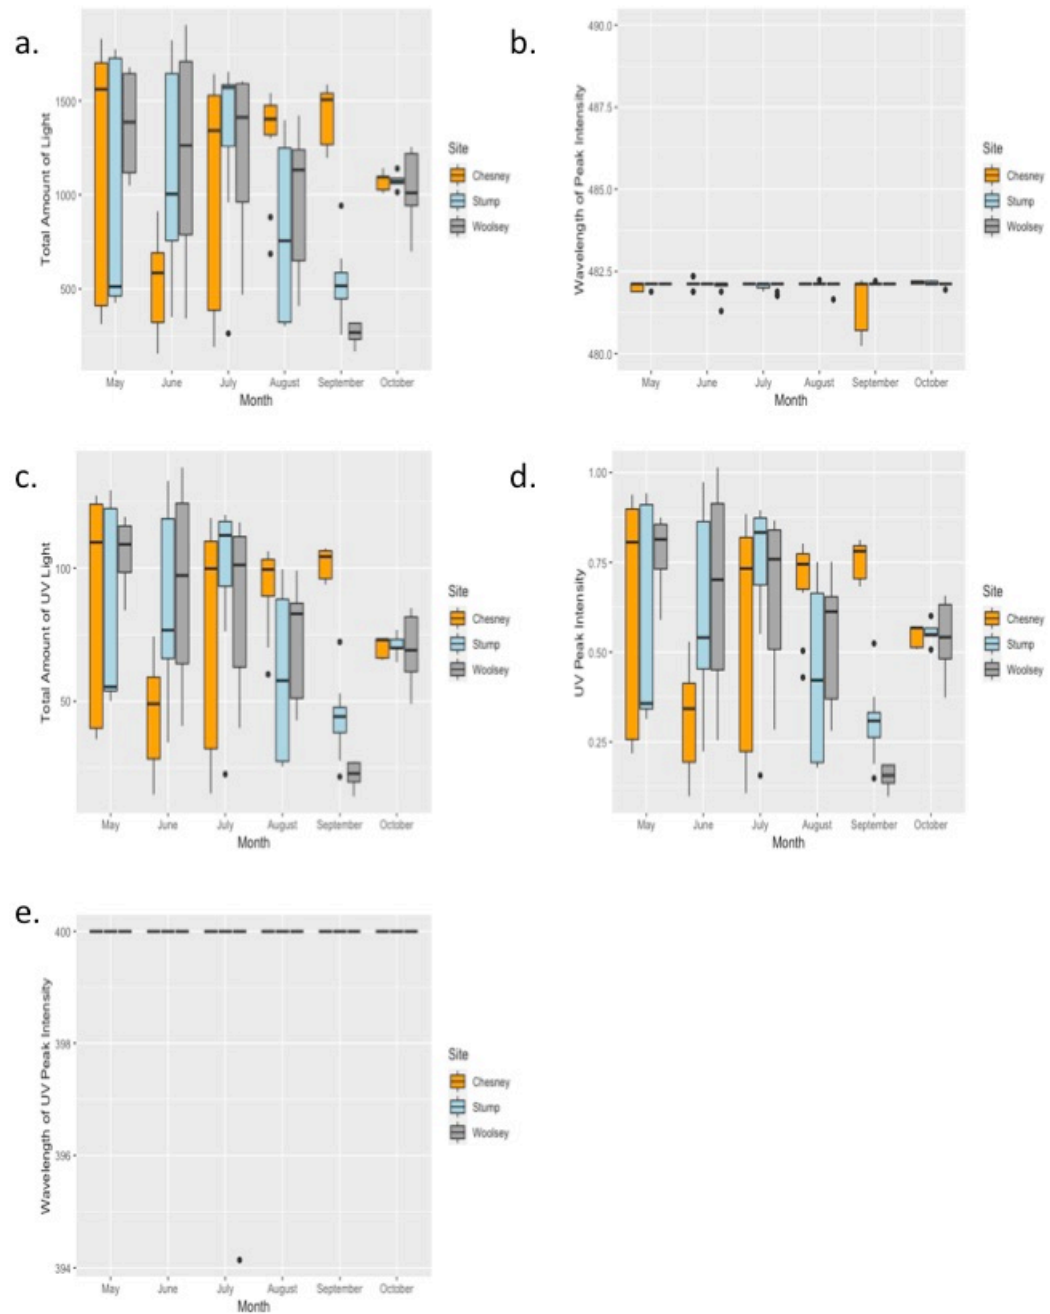 a.
Total Amount of Light
1500
1000
500
May June July August September October
Month
Site
Chesney
Stump
Woolsey
b.
Wavelength of Peak Intensity
490.0
487.5
485.0
482.5
480.0
May June July August September October
Month
Site
Chesney
Stump
Woolsey
c.
Total Amount of UV Light
100
50
May June July August September October
Month
Site
Chesney
Stump
Woolsey
d.
UV Peak Intensity
1.00
0.75
0.50
0.25
May June July August September October
Month
Site
Chesney
Stump
Woolsey
e.
Wavelength of UV Peak Intensity
400
398
396
394
May June July August September October
Month
Site
Chesney
Stump
Woolsey